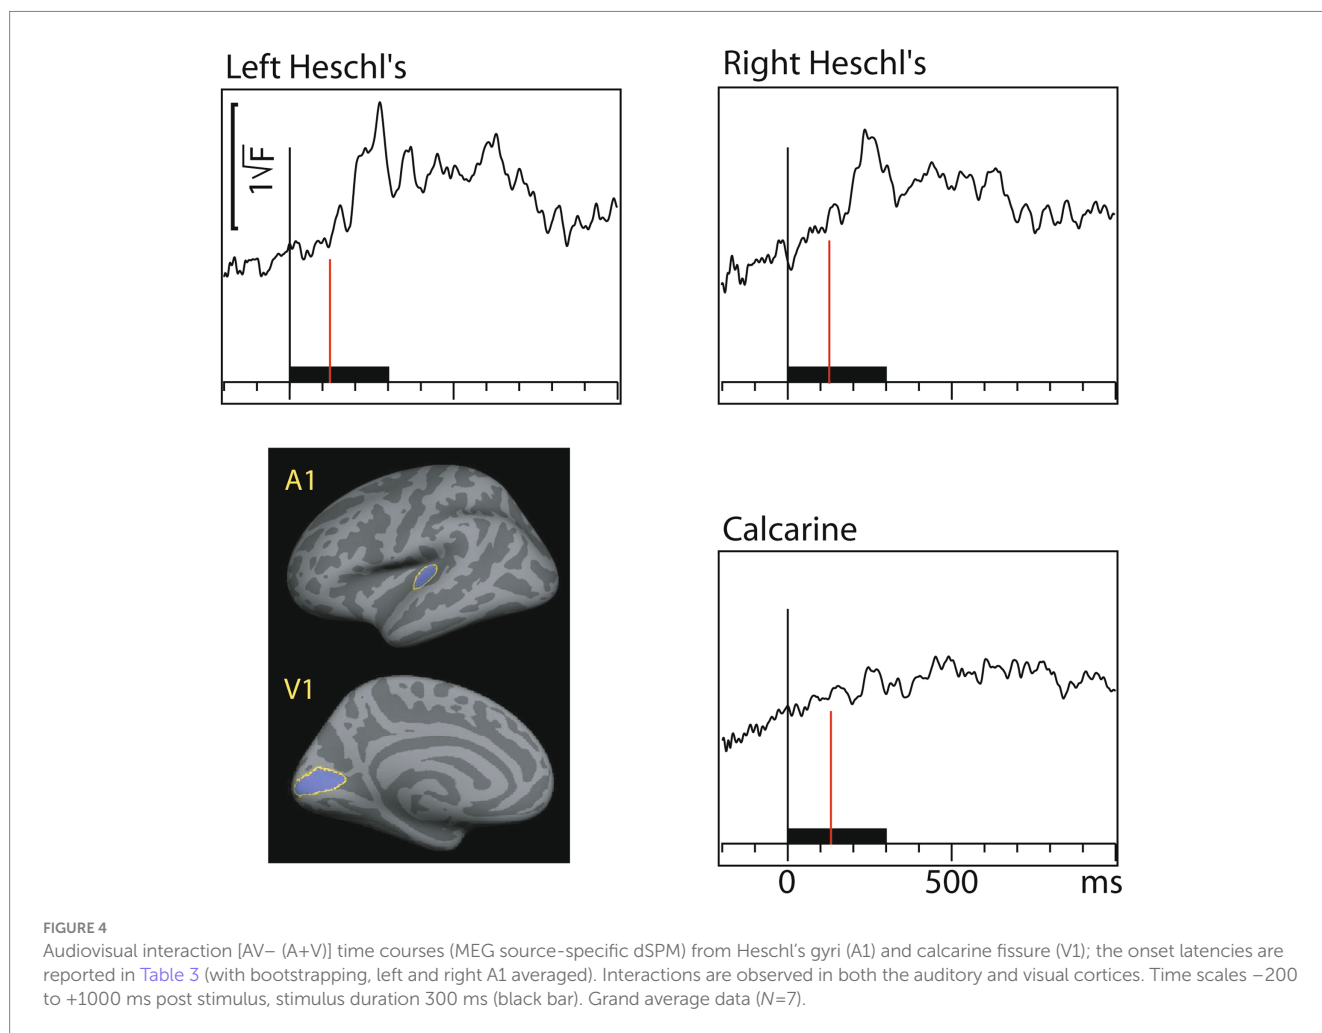 Left Heschl's
Right Heschl's
1√F
A1
V1
Calcarine
0 500 ms
FIGURE 4
Audiovisual interaction [AV– (A+V)] time courses (MEG source-specific dSPM) from Heschl's gyri (A1) and calcarine fissure (V1); the onset latencies are
reported in Table 3 (with bootstrapping, left and right A1 averaged). Interactions are observed in both the auditory and visual cortices. Time scales −200
to +1000 ms post stimulus, stimulus duration 300 ms (black bar). Grand average data (N=7).